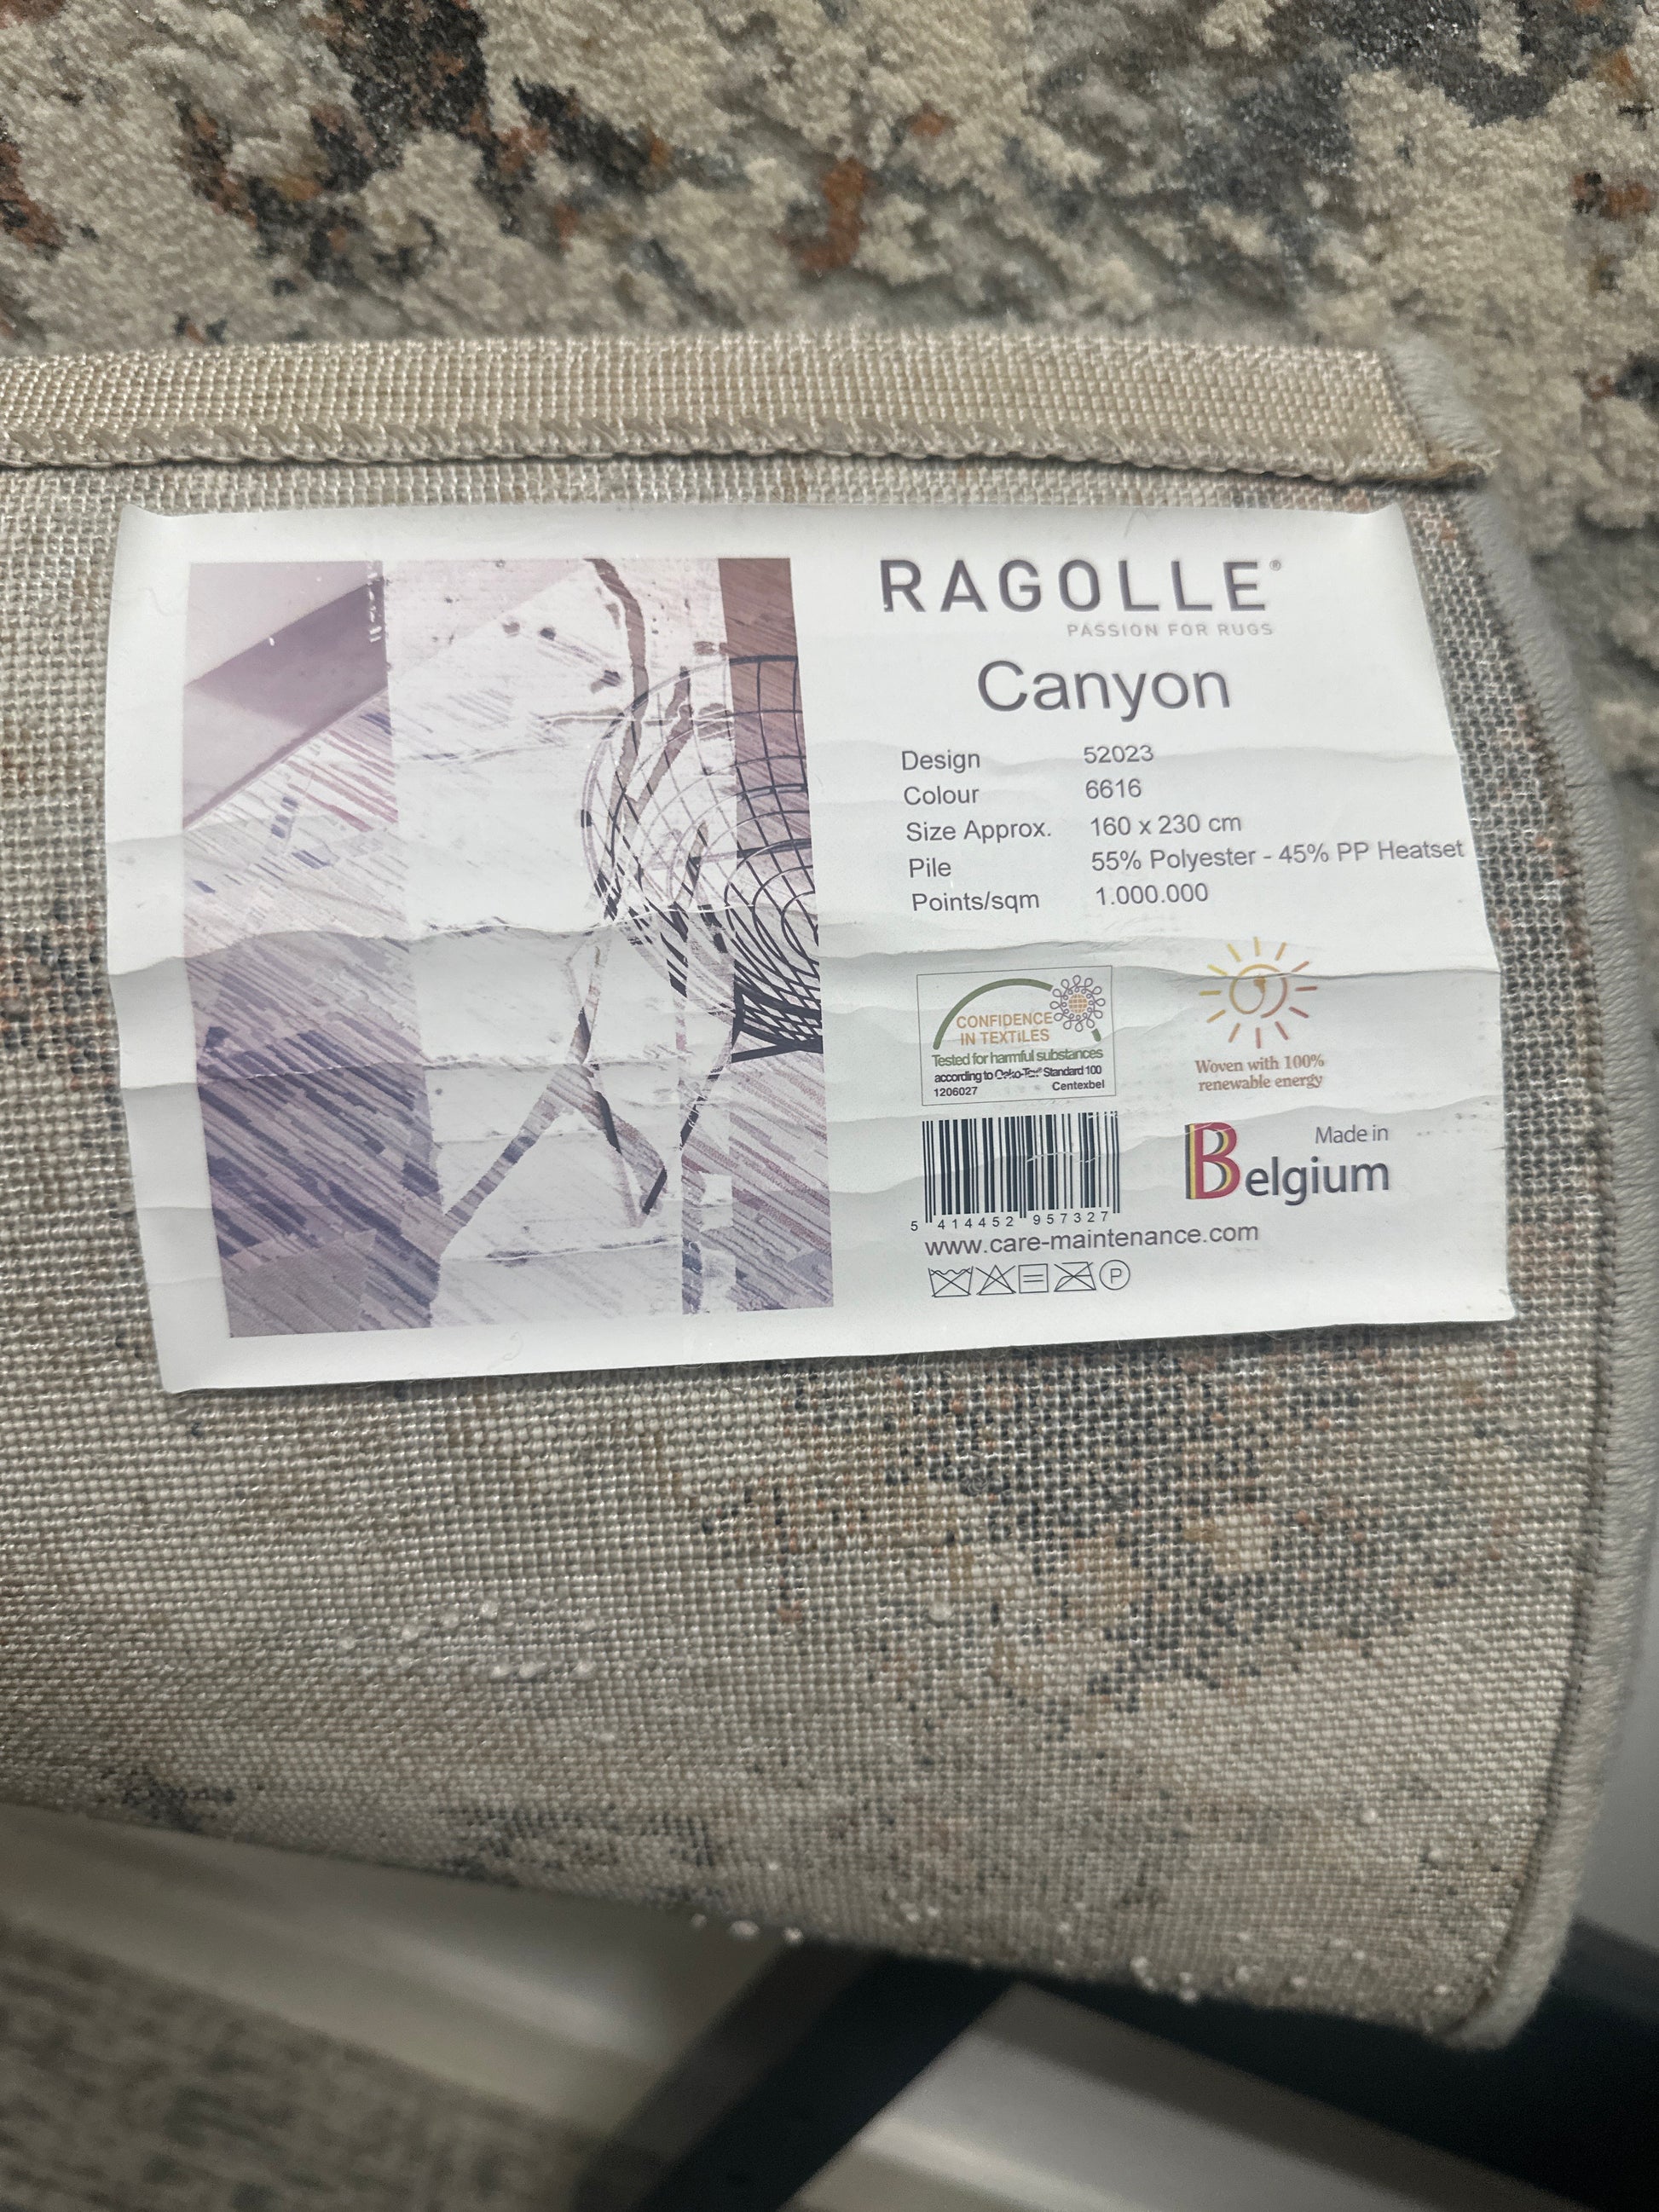 RAGOLLE®
PASSION FOR RUGS
Canyon
Design 52023
Colour 6616
Size Approx. 160 x 230 cm
Pile 55% Polyester - 45% PP Heatset
Points/sqm 1.000.000
CONFIDENCE
IN TEXTILES
Tested for harmful substances
according to Oeko-Tex® Standard 100
1206027 Centexbel
Woven with 100%
renewable energy
Made in
Belgium
5 414452 957327
www.care-maintenance.com
P